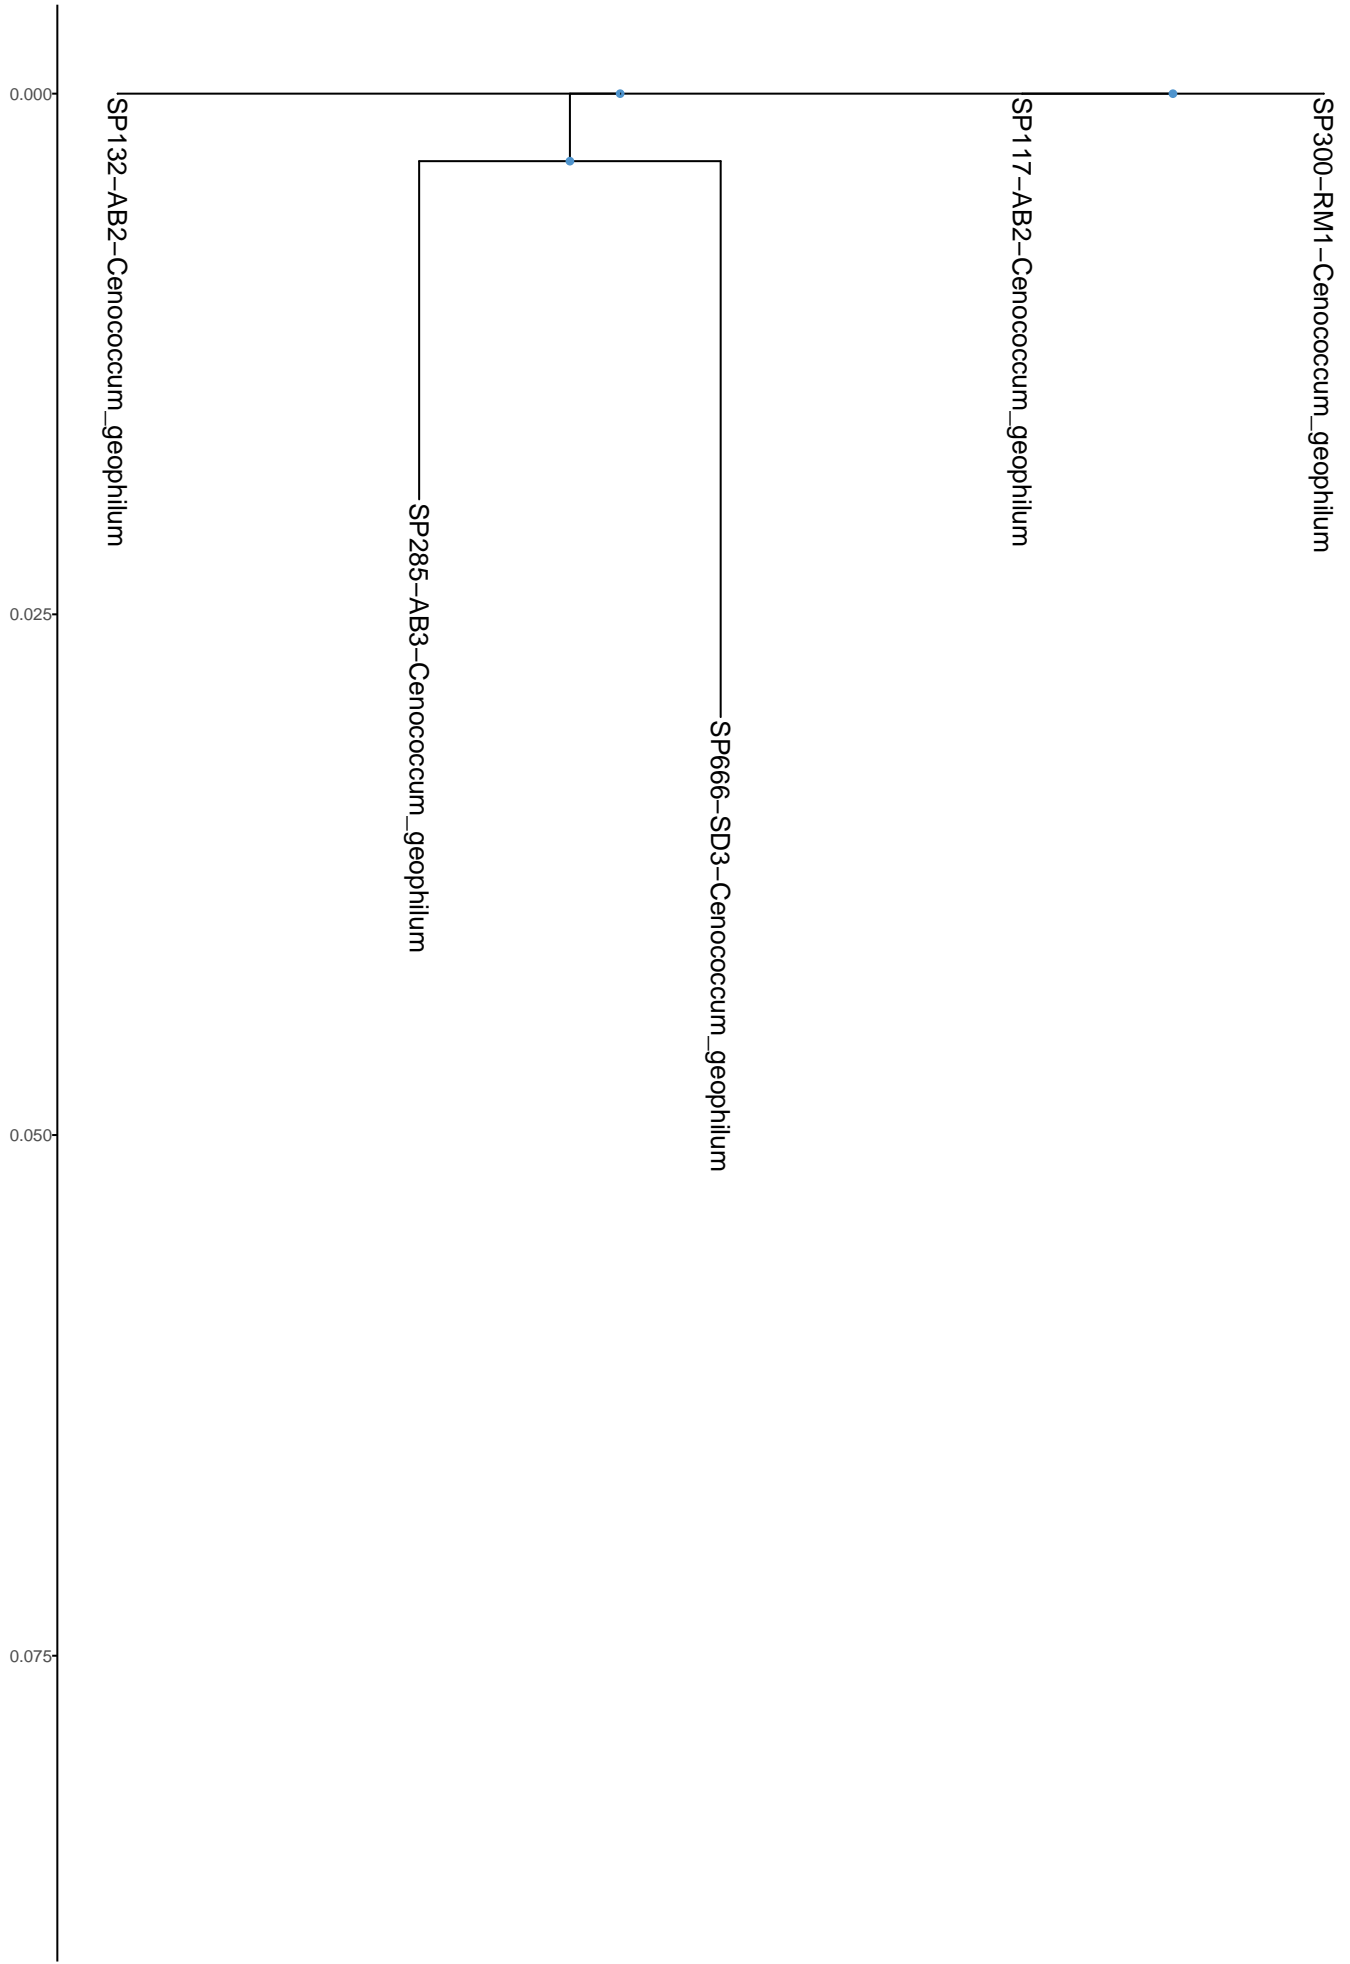 0.000
0.025
0.050
0.075
SP132−AB2−Cenococcum_geophilum
SP285−AB3−Cenococcum_geophilum
SP666−SD3−Cenococcum_geophilum
SP117−AB2−Cenococcum_geophilum
SP300−RM1−Cenococcum_geophilum